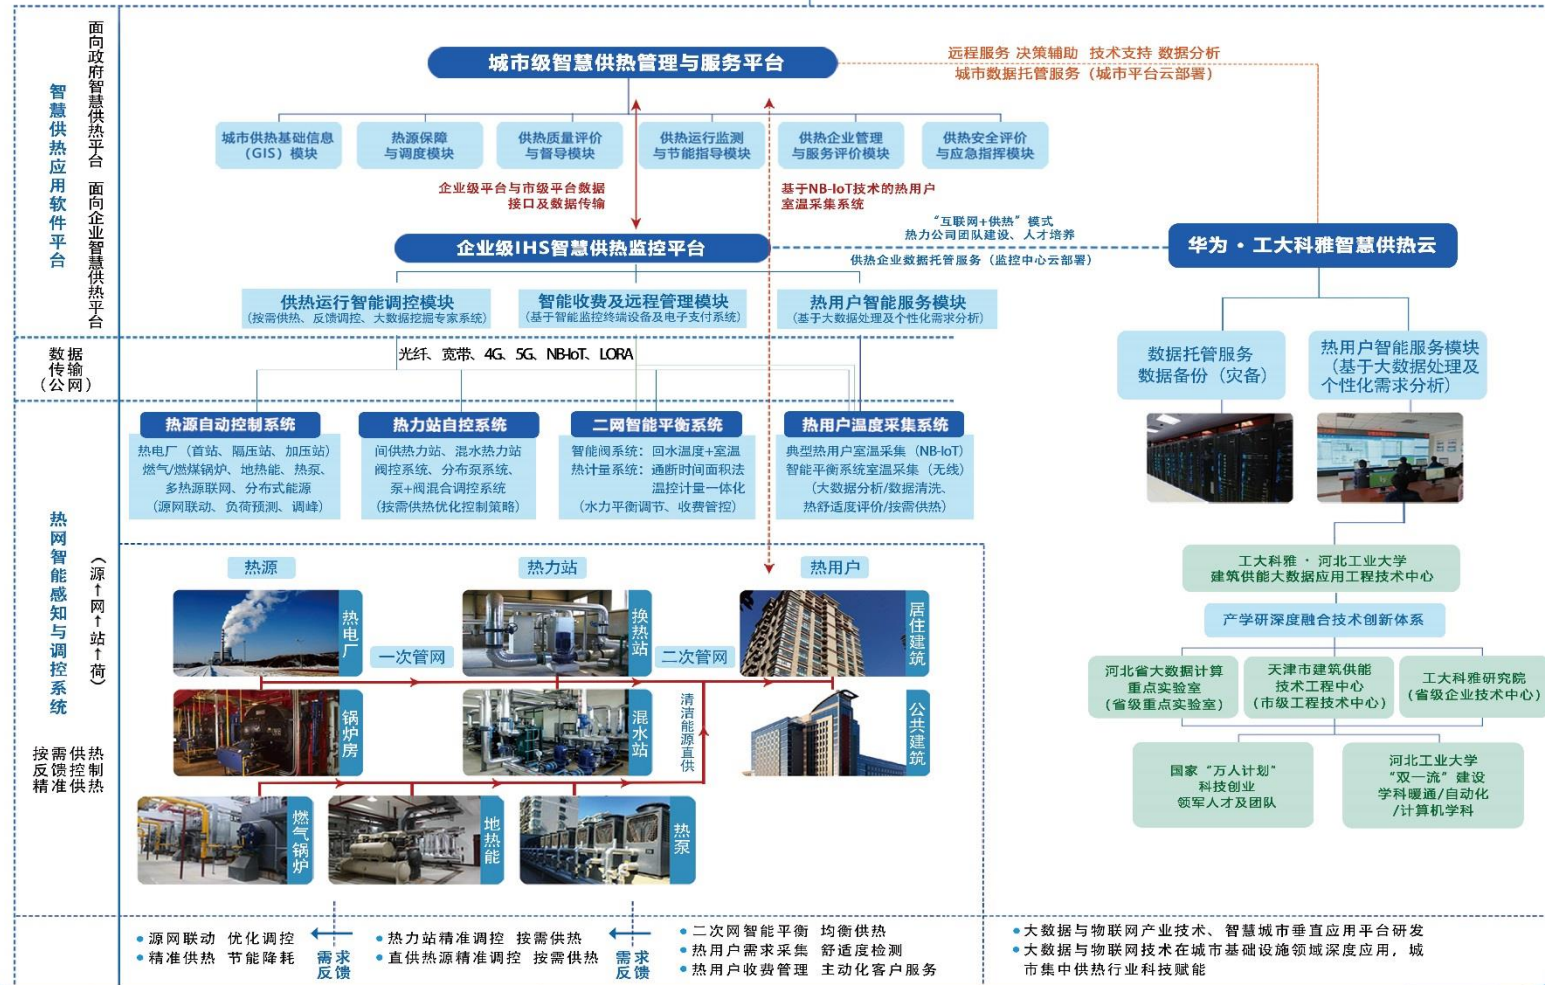 智慧供热应用软件平台
面向政府智慧供热平台 面向企业智慧供热平台
城市级智慧供热管理与服务平台
远程服务 决策辅助 技术支持 数据分析
城市数据托管服务（城市平台云部署）
城市供热基础信息
（GIS）模块
热源保障
与调度模块
供热质量评价
与督导模块
供热运行监测
与节能指导模块
供热企业管理
与服务评价模块
供热安全评价
与应急指挥模块
企业级平台与市级平台数据
接口及数据传输
基于NB-IoT技术的热用户
室温采集系统
“互联网+供热”模式
热力公司团队建设、人才培养
企业级IHS智慧供热监控平台
供热企业数据托管服务（监控中心云部署）
华为·工大科雅智慧供热云
供热运行智能调控模块
(按需供热、反馈调控、大数据挖掘专家系统)
智能收费及远程管理模块
(基于智能监控终端设备及电子支付系统)
热用户智能服务模块
(基于大数据处理及个性化需求分析)
数据托管服务
数据备份（灾备）
热用户智能服务模块
(基于大数据处理及
个性化需求分析)
数据
传输
（公网）
光纤、宽带、4G、5G、NB-IoT、LORA
热网智能感知与调控系统
（源↑网↑站↑荷）
按需供热
反馈控制
精准供热
热源自动控制系统
热电厂（首站、隔压站、加压站）
燃气/燃煤锅炉、地热能、热泵、
多热源联网、分布式能源
(源网联动、负荷预测、调峰)
热力站自控系统
间供热力站、混水热力站
阀控系统、分布泵系统、
泵+阀混合调控系统
(按需供热优化控制策略)
二网智能平衡系统
智能阀系统：回水温度+室温
热计量系统：通断时间面积法
温控计量一体化
(水力平衡调节、收费管控)
热用户温度采集系统
典型热用户室温采集（NB-IoT）
智能平衡系统室温采集（无线）
(大数据分析/数据清洗、
热舒适度评价/按需供热)
热源
热力站
热用户
热电厂
一次管网
换热站
二次管网
居住建筑
锅炉房
混水站
清洁能源直供
公共建筑
燃气锅炉
地热能
热泵
工大科雅·河北工业大学
建筑供能大数据应用工程技术中心
产学研深度融合技术创新体系
河北省大数据计算
重点实验室
(省级重点实验室)
天津市建筑供能
技术工程中心
(市级工程技术中心)
工大科雅研究院
(省级企业技术中心)
国家“万人计划”
科技创业
领军人才及团队
河北工业大学
“双一流”建设
学科暖通/自动化
/计算机学科
• 源网联动 优化调控
• 精准供热 节能降耗
需求
反馈
• 热力站精准调控 按需供热
• 直供热源精准调控 按需供热
需求
反馈
• 二次网智能平衡 均衡供热
• 热用户需求采集 舒适度检测
• 热用户收费管理 主动化客户服务
• 大数据与物联网产业技术、智慧城市垂直应用平台研发
• 大数据与物联网技术在城市基础设施领域深度应用，城
市集中供热行业科技赋能